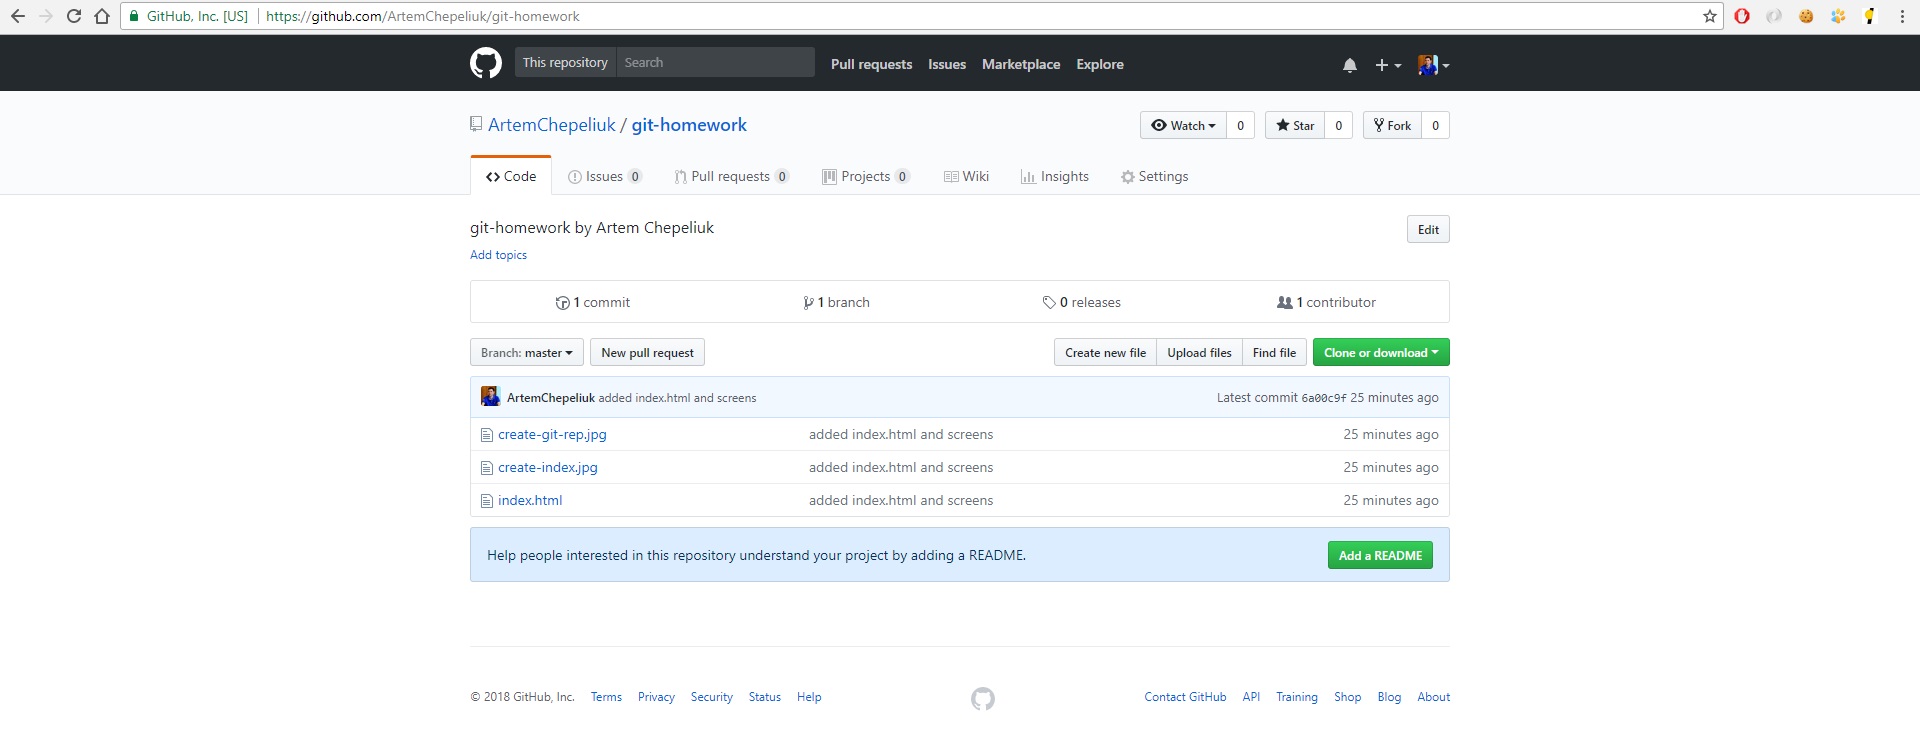 GitHub, Inc. [US] https://github.com/ArtemChepeliuk/git-homework
This repository Search Pull requests Issues Marketplace Explore
ArtemChepeliuk / git-homework Watch 0 Star 0 Fork 0
Code Issues 0 Pull requests 0 Projects 0 Wiki Insights Settings
git-homework by Artem Chepeliuk Edit
Add topics
1 commit 1 branch 0 releases 1 contributor
Branch: master New pull request Create new file Upload files Find file Clone or download
ArtemChepeliuk added index.html and screens Latest commit 6a00c9f 25 minutes ago
create-git-rep.jpg added index.html and screens 25 minutes ago
create-index.jpg added index.html and screens 25 minutes ago
index.html added index.html and screens 25 minutes ago
Help people interested in this repository understand your project by adding a README. Add a README
© 2018 GitHub, Inc. Terms Privacy Security Status Help Contact GitHub API Training Shop Blog About